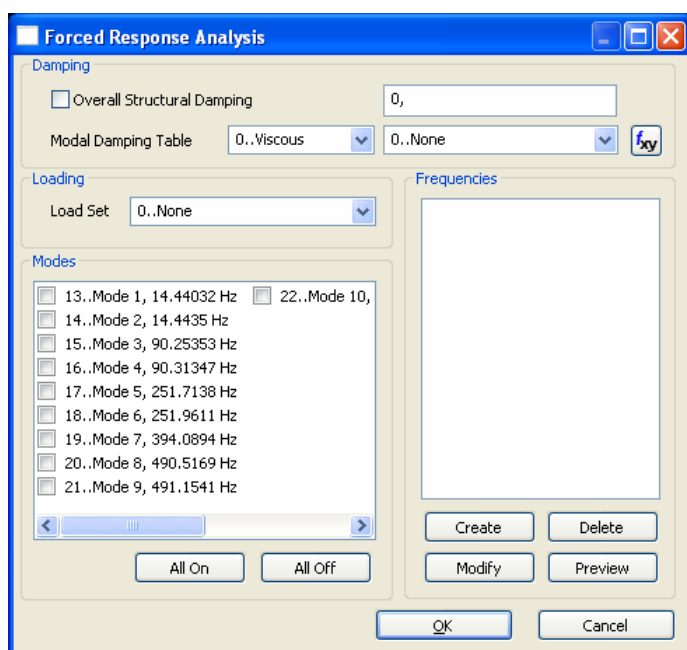 Forced Response Analysis
Damping
Overall Structural Damping 0,
Modal Damping Table 0..Viscous 0..None fxy
Loading
Load Set 0..None
Modes
13..Mode 1, 14.44032 Hz 22..Mode 10,
14..Mode 2, 14.4435 Hz
15..Mode 3, 90.25353 Hz
16..Mode 4, 90.31347 Hz
17..Mode 5, 251.7138 Hz
18..Mode 6, 251.9611 Hz
19..Mode 7, 394.0894 Hz
20..Mode 8, 490.5169 Hz
21..Mode 9, 491.1541 Hz
All On All Off
Frequencies
Create Delete
Modify Preview
OK Cancel